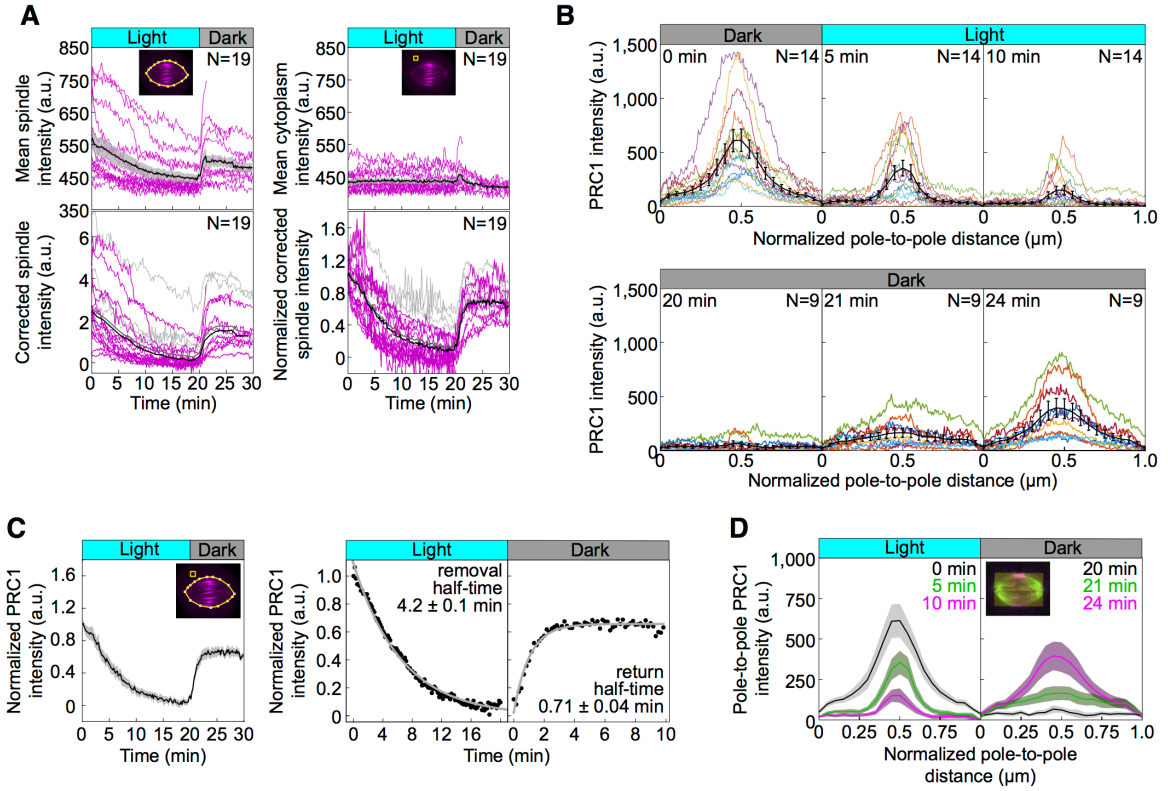 A
Light Dark
850
750
650
550
450
350
Mean spindle
intensity (a.u.)
N=19
Light Dark
850
750
650
550
450
Mean cytoplasm
intensity (a.u.)
N=19
6
4
2
0
Corrected spindle
intensity (a.u.)
N=19
0 5 10 15 20 25 30
Time (min)
1.6
1.2
0.8
0.4
0
Normalized corrected
spindle intensity
N=19
0 5 10 15 20 25 30
Time (min)
B
Dark Light
1,500
1,000
500
0
PRC1 intensity (a.u.)
0 min N=14
5 min N=14
10 min N=14
0.5 0 0.5 0 0.5 1.0
Normalized pole-to-pole distance (µm)
Dark
1,500
1,000
500
0
PRC1 intensity (a.u.)
20 min N=9
21 min N=9
24 min N=9
0 0.5 0 0.5 0 0.5 1.0
Normalized pole-to-pole distance (µm)
C
Light Dark
1.6
1.2
0.8
0.4
0
Normalized PRC1
intensity (a.u.)
0 5 10 15 20 25 30
Time (min)
Light Dark
1.0
0.8
0.6
0.4
0.2
0
Normalized PRC1
intensity (a.u.)
removal
half-time
4.2 ± 0.1 min
return
half-time
0.71 ± 0.04 min
0 4 8 12 16 0 2 4 6 8 10
Time (min)
D
Light Dark
1,000
750
500
250
0
Pole-to-pole PRC1
intensity (a.u.)
0 min
5 min
10 min
20 min
21 min
24 min
0 0.25 0.5 0.75 0 0.25 0.5 0.75 1.0
Normalized pole-to-pole
distance (µm)